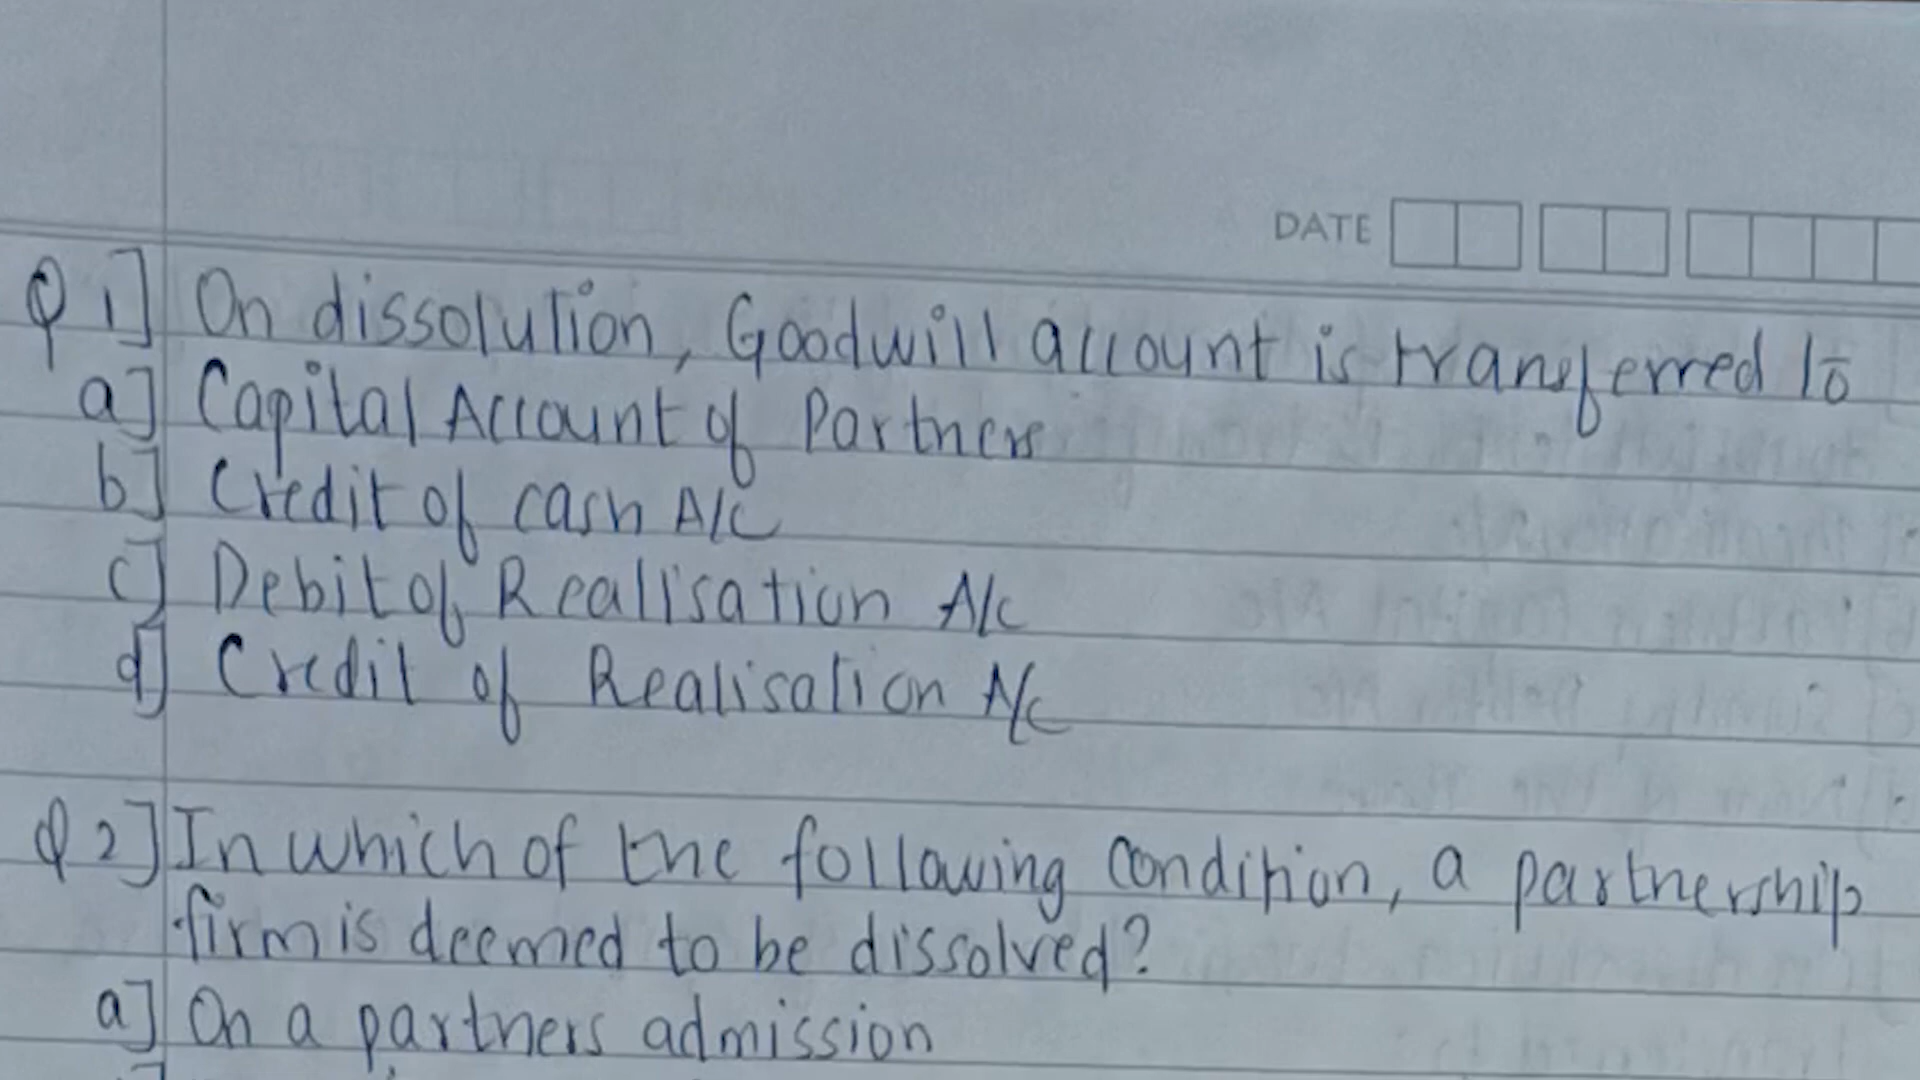 DATE
Q 1] On dissolution, Goodwill account is transferred to
a] Capital Account of Partners
b] Credit of cash A/C
c] Debit of Realisation A/c
d] Credit of Realisation A/c
Q 2] In which of the following condition, a partnership
firm is deemed to be dissolved?
a] On a partners admission